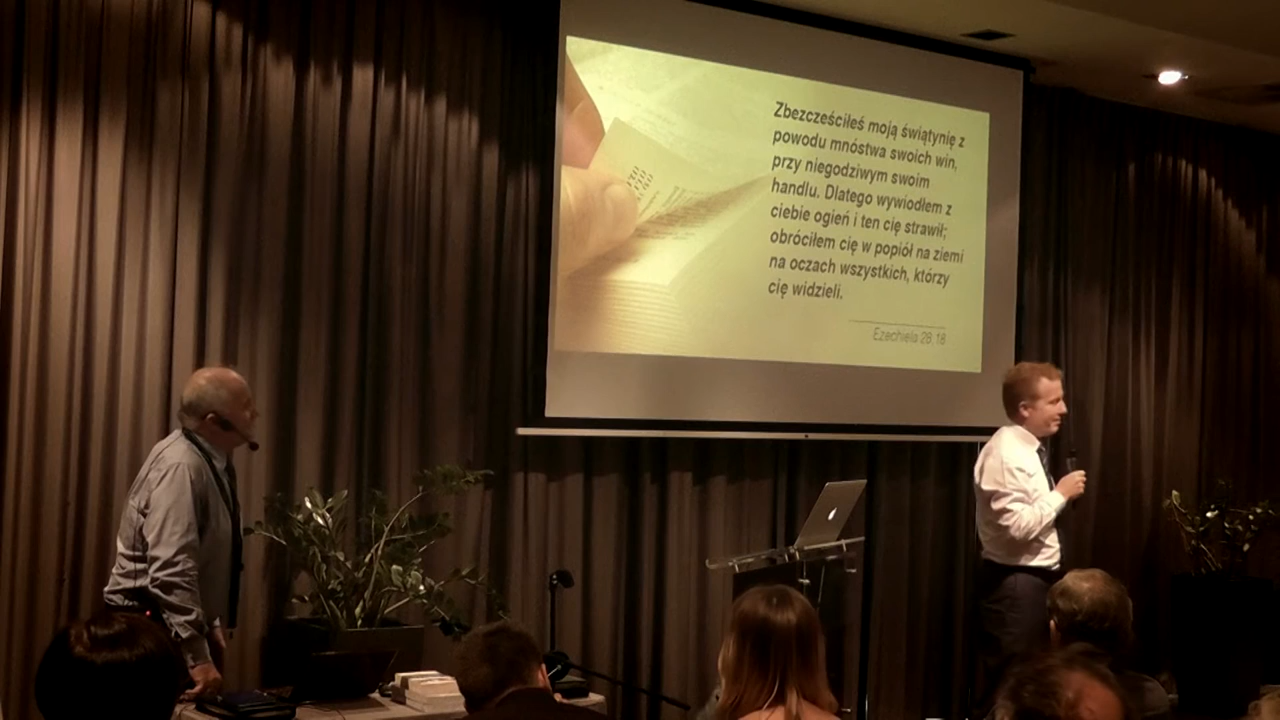 Zbezcześciłeś moją świątynię z
powodu mnóstwa swoich win,
przy niegodziwym swoim
handlu. Dlatego wywiodłem z
ciebie ogień i ten cię strawił;
obróciłem cię w popiół na ziemi
na oczach wszystkich, którzy
cię widzieli.
Ezechiela 28,18